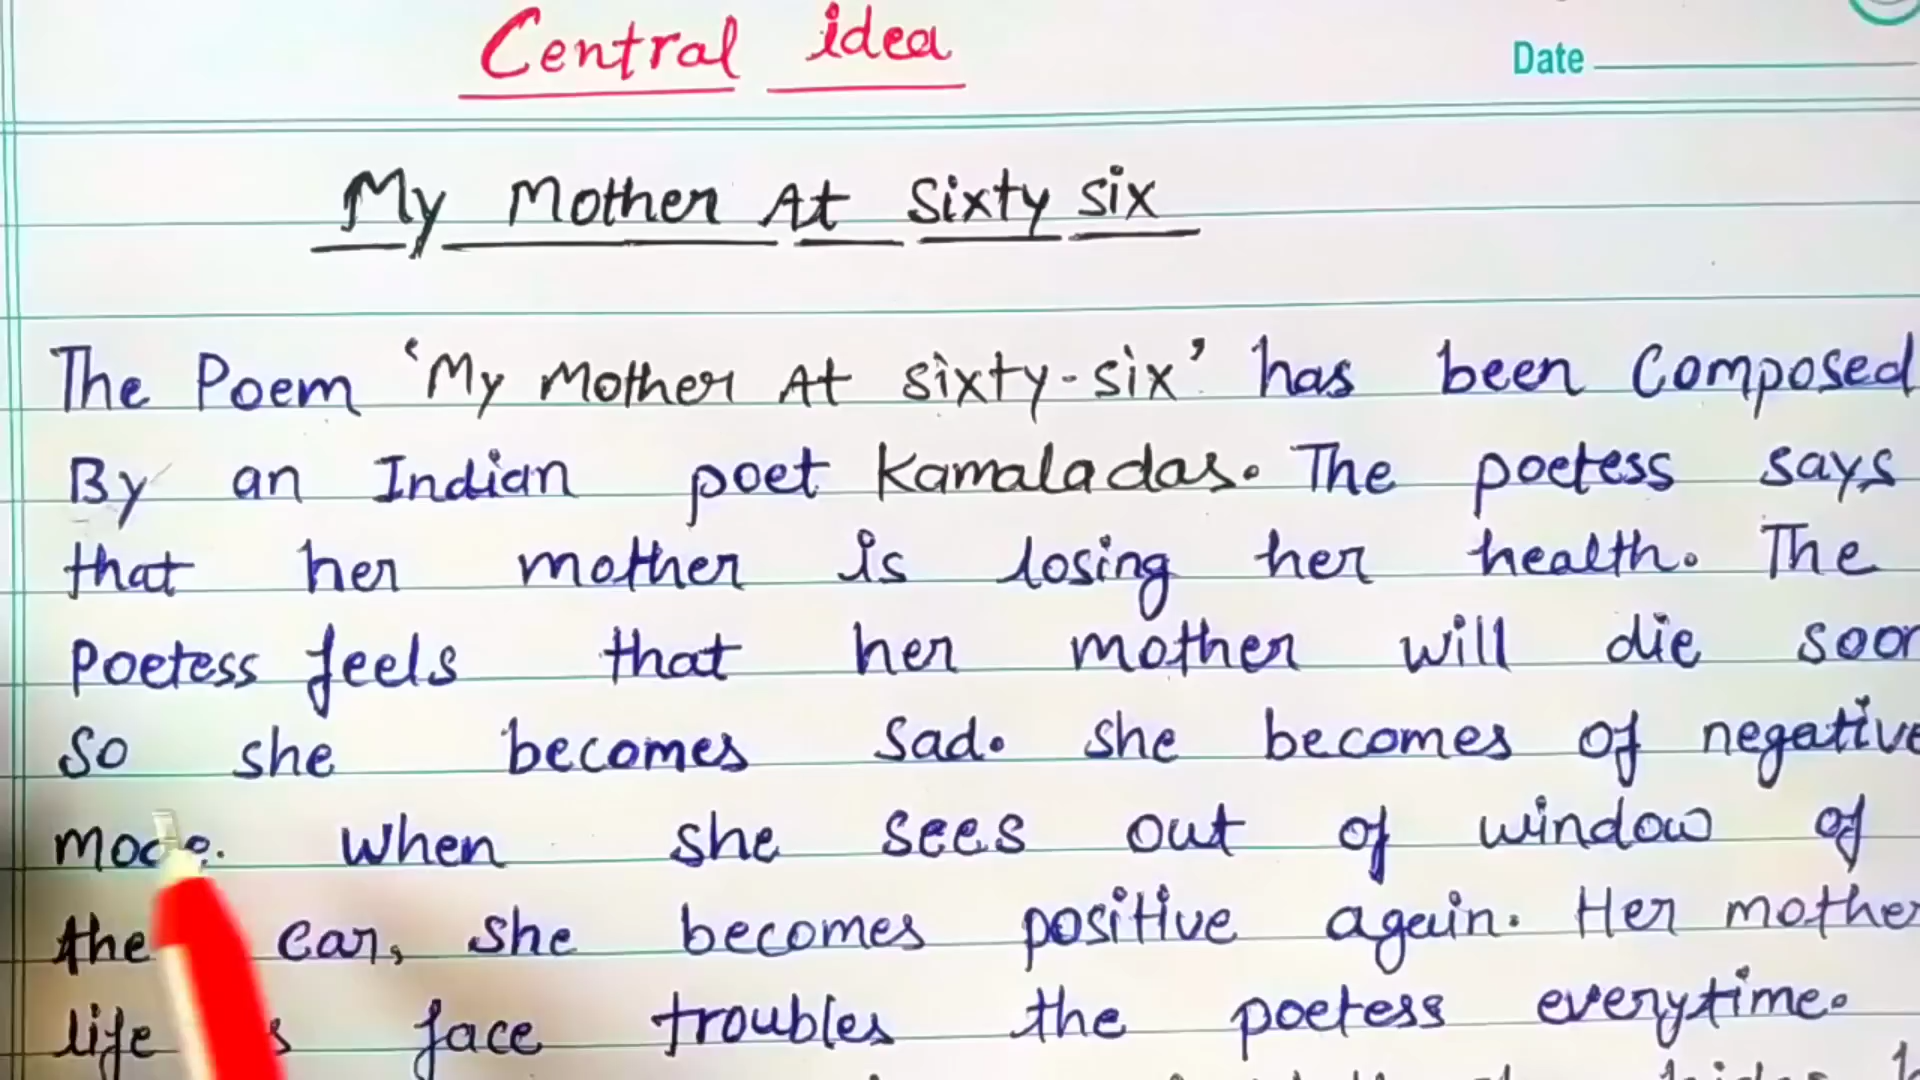 Central idea
Date
My Mother At Sixty six
The Poem ‘My Mother At sixty-six’ has been Composed
By an Indian poet Kamaladas. The poetess says
that her mother is losing her health. The
Poetess feels that her mother will die soon
So she becomes sad. she becomes of negative
when she sees out of window of
the car, she becomes positive again. Her mother
life face troubles the poetess everytime.